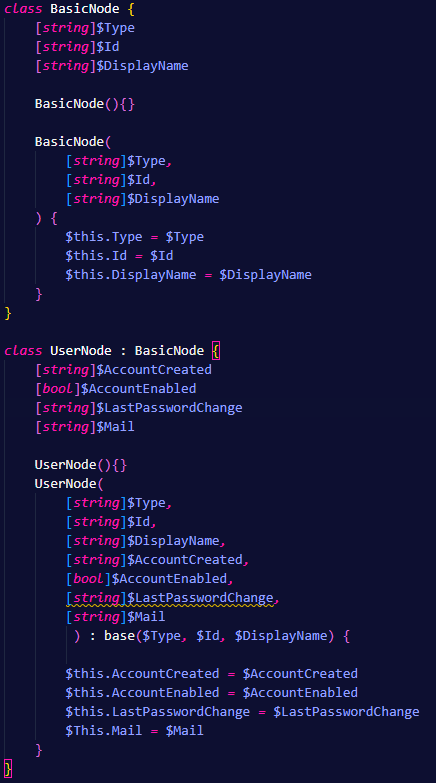 class BasicNode {
    [string]$Type
    [string]$Id
    [string]$DisplayName

    BasicNode(){}

    BasicNode(
        [string]$Type,
        [string]$Id,
        [string]$DisplayName
    ) {
        $this.Type = $Type
        $this.Id = $Id
        $this.DisplayName = $DisplayName
    }
}

class UserNode : BasicNode {
    [string]$AccountCreated
    [bool]$AccountEnabled
    [string]$LastPasswordChange
    [string]$Mail

    UserNode(){}
    UserNode(
        [string]$Type,
        [string]$Id,
        [string]$DisplayName,
        [string]$AccountCreated,
        [bool]$AccountEnabled,
        [string]$LastPasswordChange,
        [string]$Mail
         ) : base($Type, $Id, $DisplayName) {

        $this.AccountCreated = $AccountCreated
        $this.AccountEnabled = $AccountEnabled
        $this.LastPasswordChange = $LastPasswordChange
        $This.Mail = $Mail
    }
}